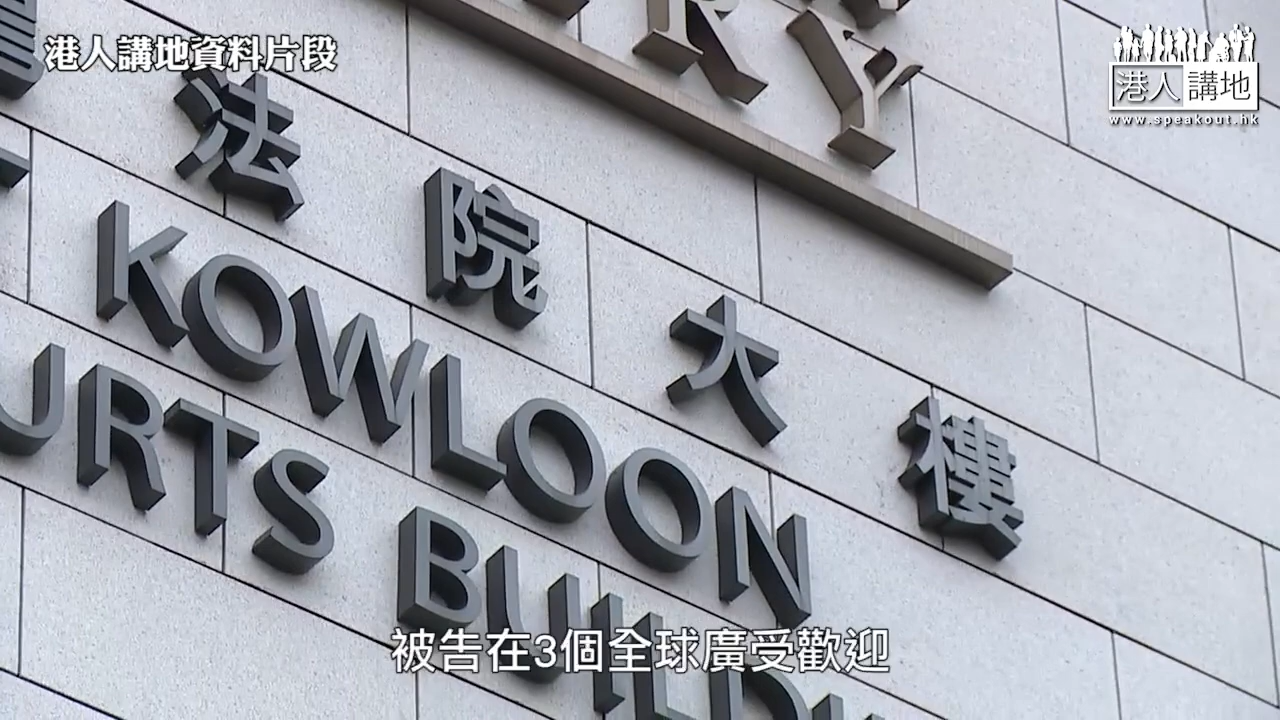 港人講地資料片段
港人講地
www.speakout.hk
RY
法院大樓
KOWLOON
URTS BUILD
被告在3個全球廣受歡迎